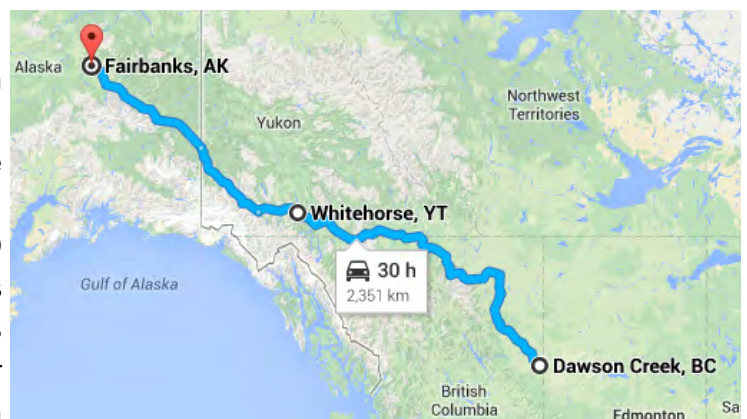 Alaska
Fairbanks, AK
Northwest
Territories
Yukon
Whitehorse, YT
30 h
2,351 km
Gulf of Alaska
Dawson Creek, BC
British
Columbia
Edmonton
Sa